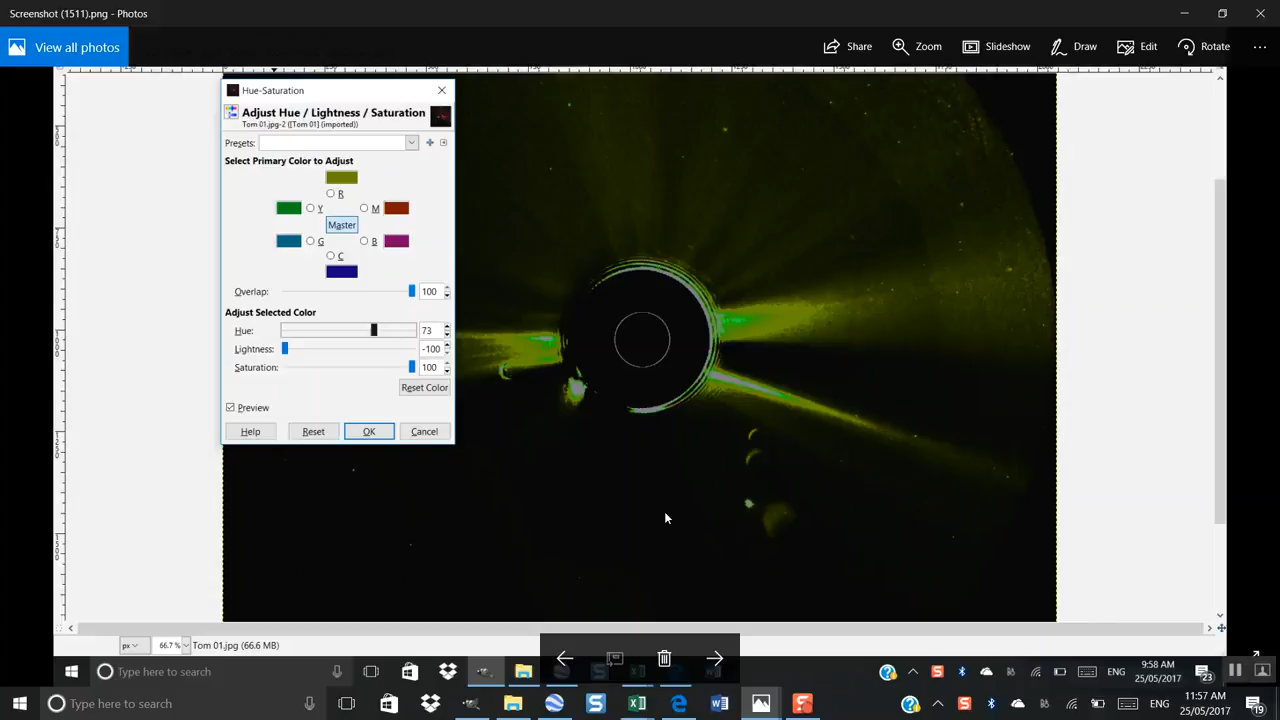 Screenshot (1511).png - Photos
View all photos
Share
Zoom
Slideshow
Draw
Edit
Rotate
Hue-Saturation
Adjust Hue / Lightness / Saturation
Tom 01.jpg-2 ([Tom 01] (imported))
Presets:
Select Primary Color to Adjust
R
Y
M
Master
G
B
C
Overlap: 100
Adjust Selected Color
Hue: 73
Lightness: -100
Saturation: 100
Reset Color
Preview
Help
Reset
OK
Cancel
px
66.7 %
Tom 01.jpg (66.6 MB)
Type here to search
ENG
9:58 AM
25/05/2017
23
Type here to search
ENG
11:57 AM
25/05/2017
19